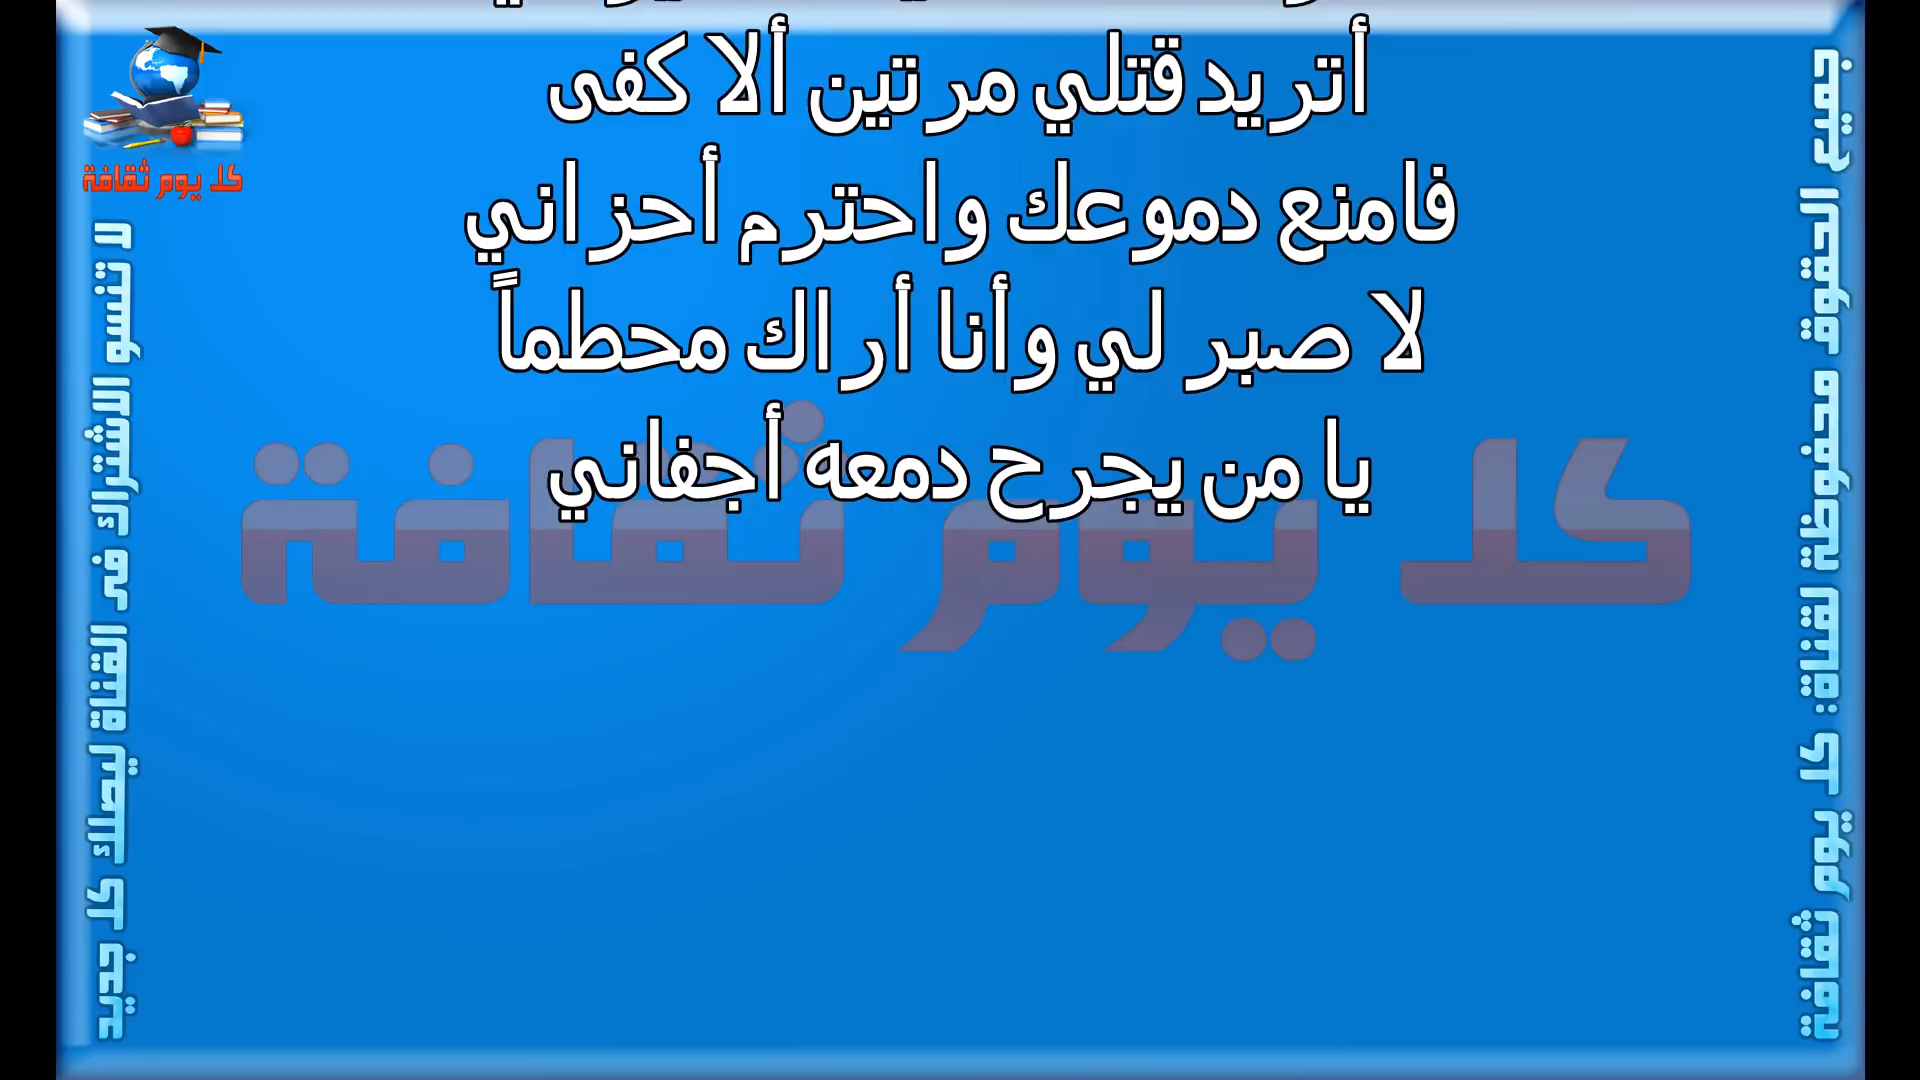 أتريد قتلي مرتين ألا كفى
فامنع دموعك واحترم أحزاني
لا صبر لي وأنا أراك محطماً
يا من يجرح دمعه أجفاني
كل يوم ثقافة
كل يوم ثقافة
لا تنسو الاشتراك فى القناة ليصلك كل جديد
جميع الحقوق محفوظة لقناة: كل يوم ثقافة